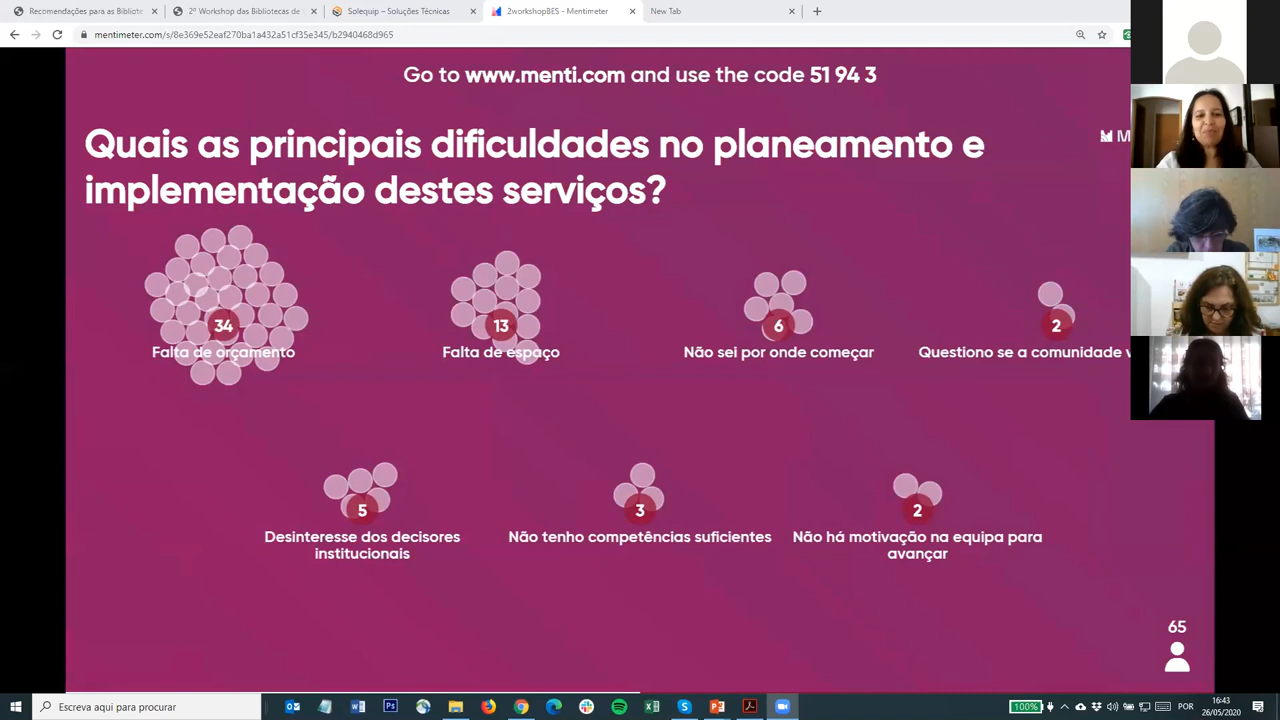 Recomendações para as Bibliote
2º Workshop das Bibliotecas de
Solequip – Soluções Técnicas
2workshopBES - Mentimeter
New Tab
mentimeter.com/s/8e369e52eaf270ba1a432a51cf35e345/b2940468d965
Go to www.menti.com and use the code 51 94 3
Quais as principais dificuldades no planeamento e
implementação destes serviços?
M
34
Falta de orçamento
13
Falta de espaço
6
Não sei por onde começar
2
Questiono se a comunidade v
5
Desinteresse dos decisores
institucionais
3
Não tenho competências suficientes
2
Não há motivação na equipa para
avançar
65
Escreva aqui para procurar
100%
POR
16:43
26/05/2020